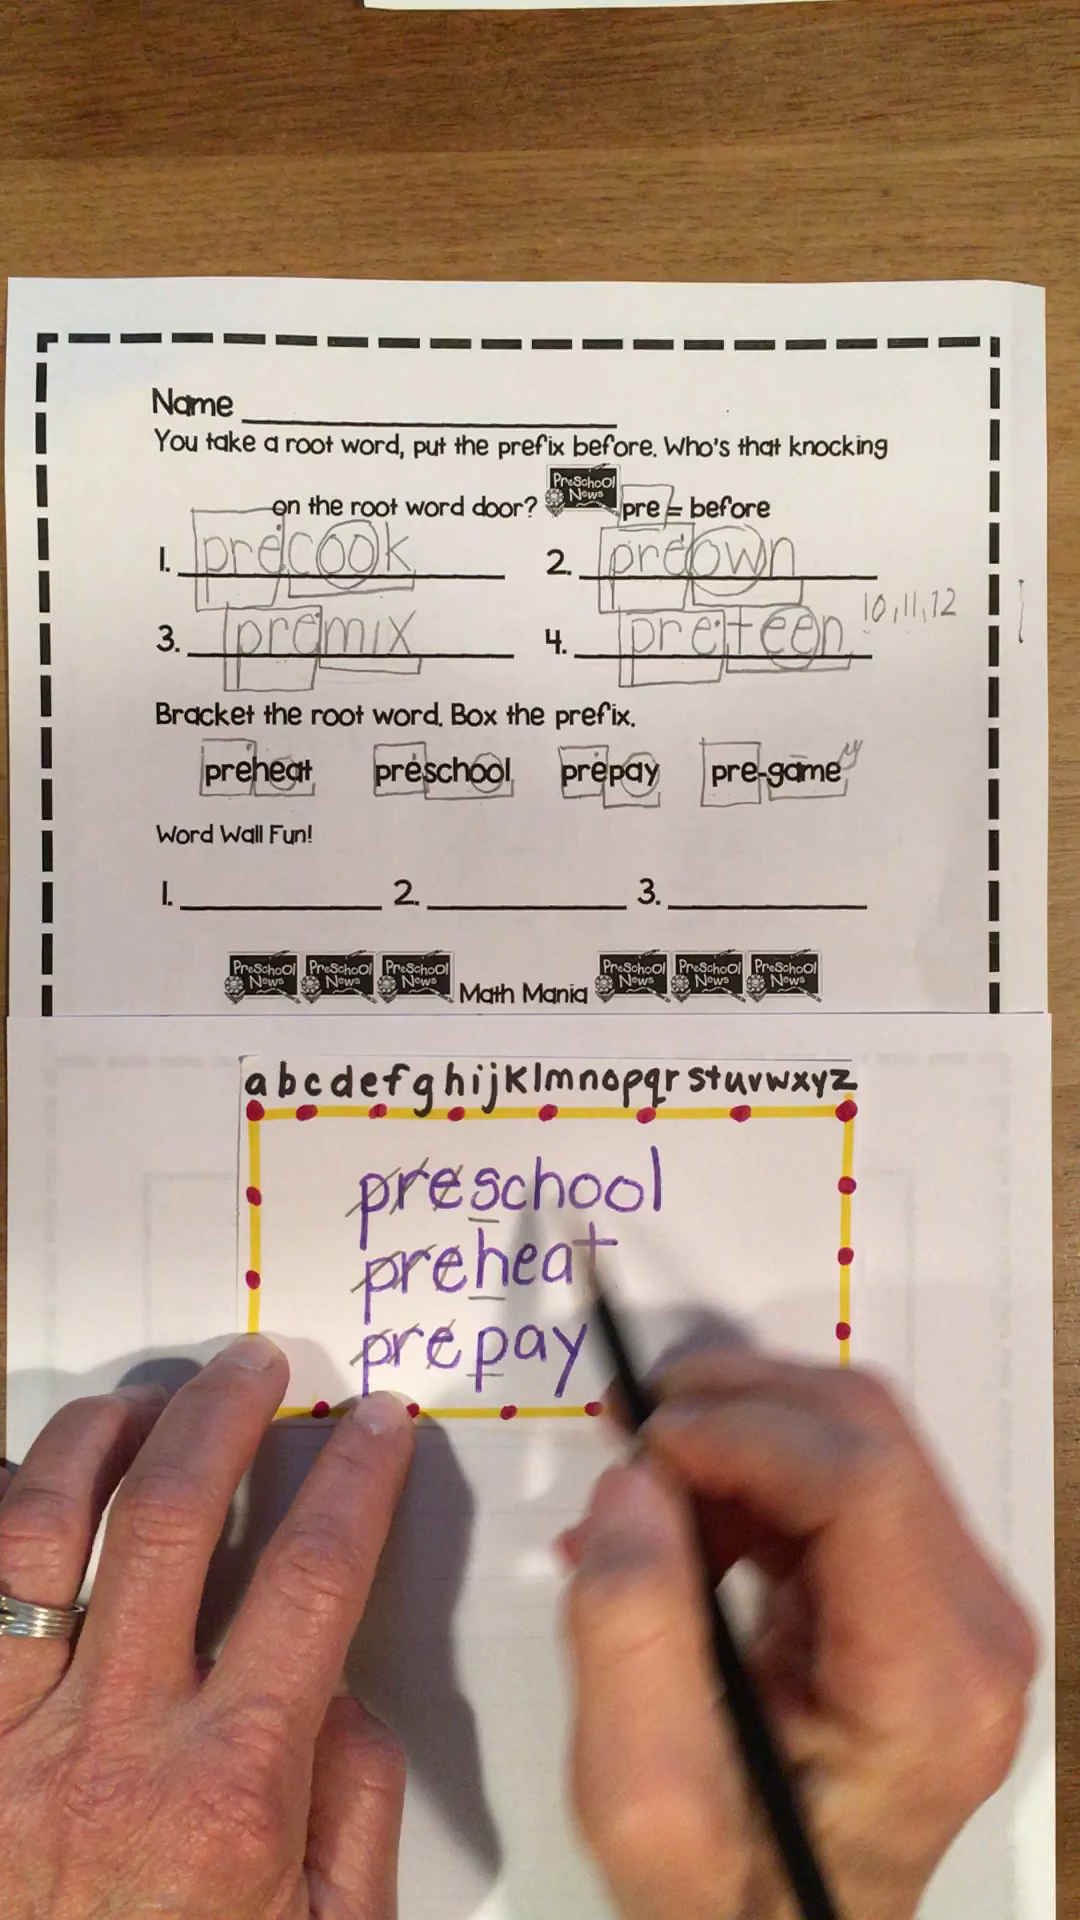 Name
You take a root word, put the prefix before. Who's that knocking
on the root word door? PreSchool News pre = before
1. precook 2. preown
3. premix 4. preteen 10, 11, 12
Bracket the root word. Box the prefix.
preheat preschool prepay pre-game
Word Wall Fun!
1. 2. 3.
PreSchool News PreSchool News PreSchool News Math Mania PreSchool News PreSchool News PreSchool News
a b c d e f g h i j k l m n o p q r s t u v w x y z
preschool
preheat
prepay